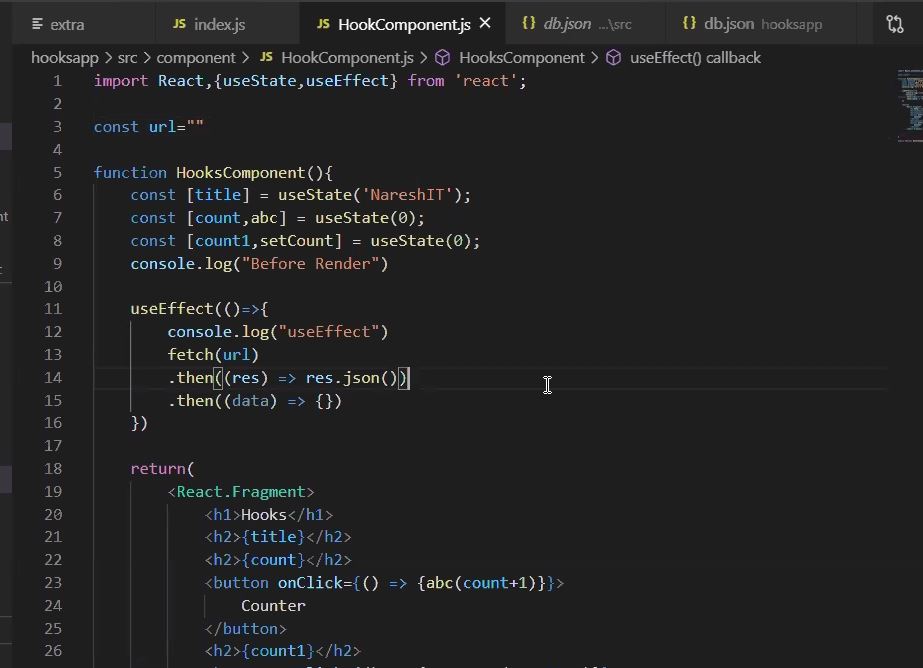 extra
JS index.js
JS HookComponent.js ×
{} db.json ...\src
{} db.json hooksapp
hooksapp > src > component > JS HookComponent.js > HooksComponent > useEffect() callback
1 import React,{useState,useEffect} from 'react';
2
3 const url=""
4
5 function HooksComponent(){
6 const [title] = useState('NareshIT');
7 const [count,abc] = useState(0);
8 const [count1,setCount] = useState(0);
9 console.log("Before Render")
10
11 useEffect(()=>{
12 console.log("useEffect")
13 fetch(url)
14 .then((res) => res.json())
15 .then((data) => {})
16 })
17
18 return(
19 <React.Fragment>
20 <h1>Hooks</h1>
21 <h2>{title}</h2>
22 <h2>{count}</h2>
23 <button onClick={() => {abc(count+1)}}>
24 Counter
25 </button>
26 <h2>{count1}</h2>